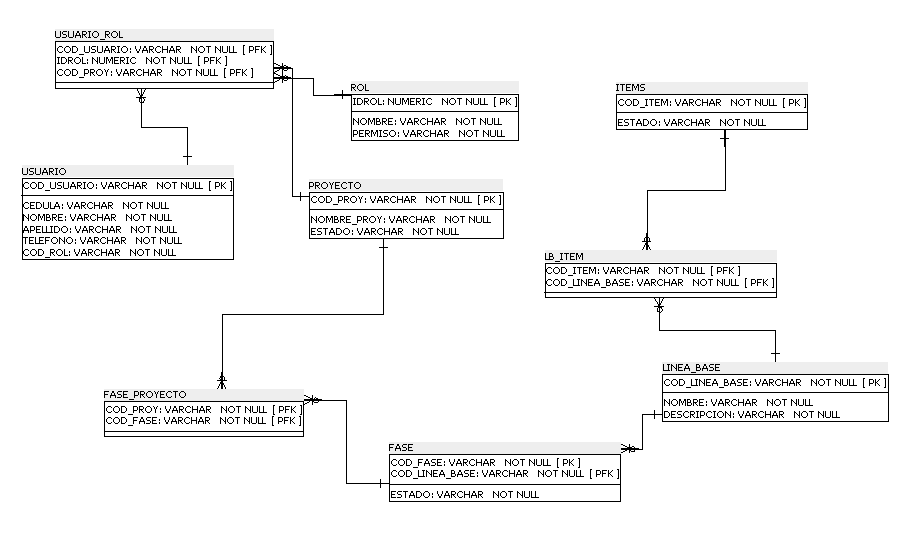 USUARIO_ROL
COD_USUARIO: VARCHAR NOT NULL [ PFK ]
IDROL: NUMERIC NOT NULL [ PFK ]
COD_PROY: VARCHAR NOT NULL [ PFK ]
ROL
IDROL: NUMERIC NOT NULL [ PK ]
NOMBRE: VARCHAR NOT NULL
PERMISO: VARCHAR NOT NULL
ITEMS
COD_ITEM: VARCHAR NOT NULL [ PK ]
ESTADO: VARCHAR NOT NULL
USUARIO
COD_USUARIO: VARCHAR NOT NULL [ PK ]
CEDULA: VARCHAR NOT NULL
NOMBRE: VARCHAR NOT NULL
APELLIDO: VARCHAR NOT NULL
TELEFONO: VARCHAR NOT NULL
COD_ROL: VARCHAR NOT NULL
PROYECTO
COD_PROY: VARCHAR NOT NULL [ PK ]
NOMBRE_PROY: VARCHAR NOT NULL
ESTADO: VARCHAR NOT NULL
LB_ITEM
COD_ITEM: VARCHAR NOT NULL [ PFK ]
COD_LINEA_BASE: VARCHAR NOT NULL [ PFK ]
LINEA_BASE
COD_LINEA_BASE: VARCHAR NOT NULL [ PK ]
NOMBRE: VARCHAR NOT NULL
DESCRIPCION: VARCHAR NOT NULL
FASE_PROYECTO
COD_PROY: VARCHAR NOT NULL [ PFK ]
COD_FASE: VARCHAR NOT NULL [ PFK ]
FASE
COD_FASE: VARCHAR NOT NULL [ PK ]
COD_LINEA_BASE: VARCHAR NOT NULL [ PFK ]
ESTADO: VARCHAR NOT NULL